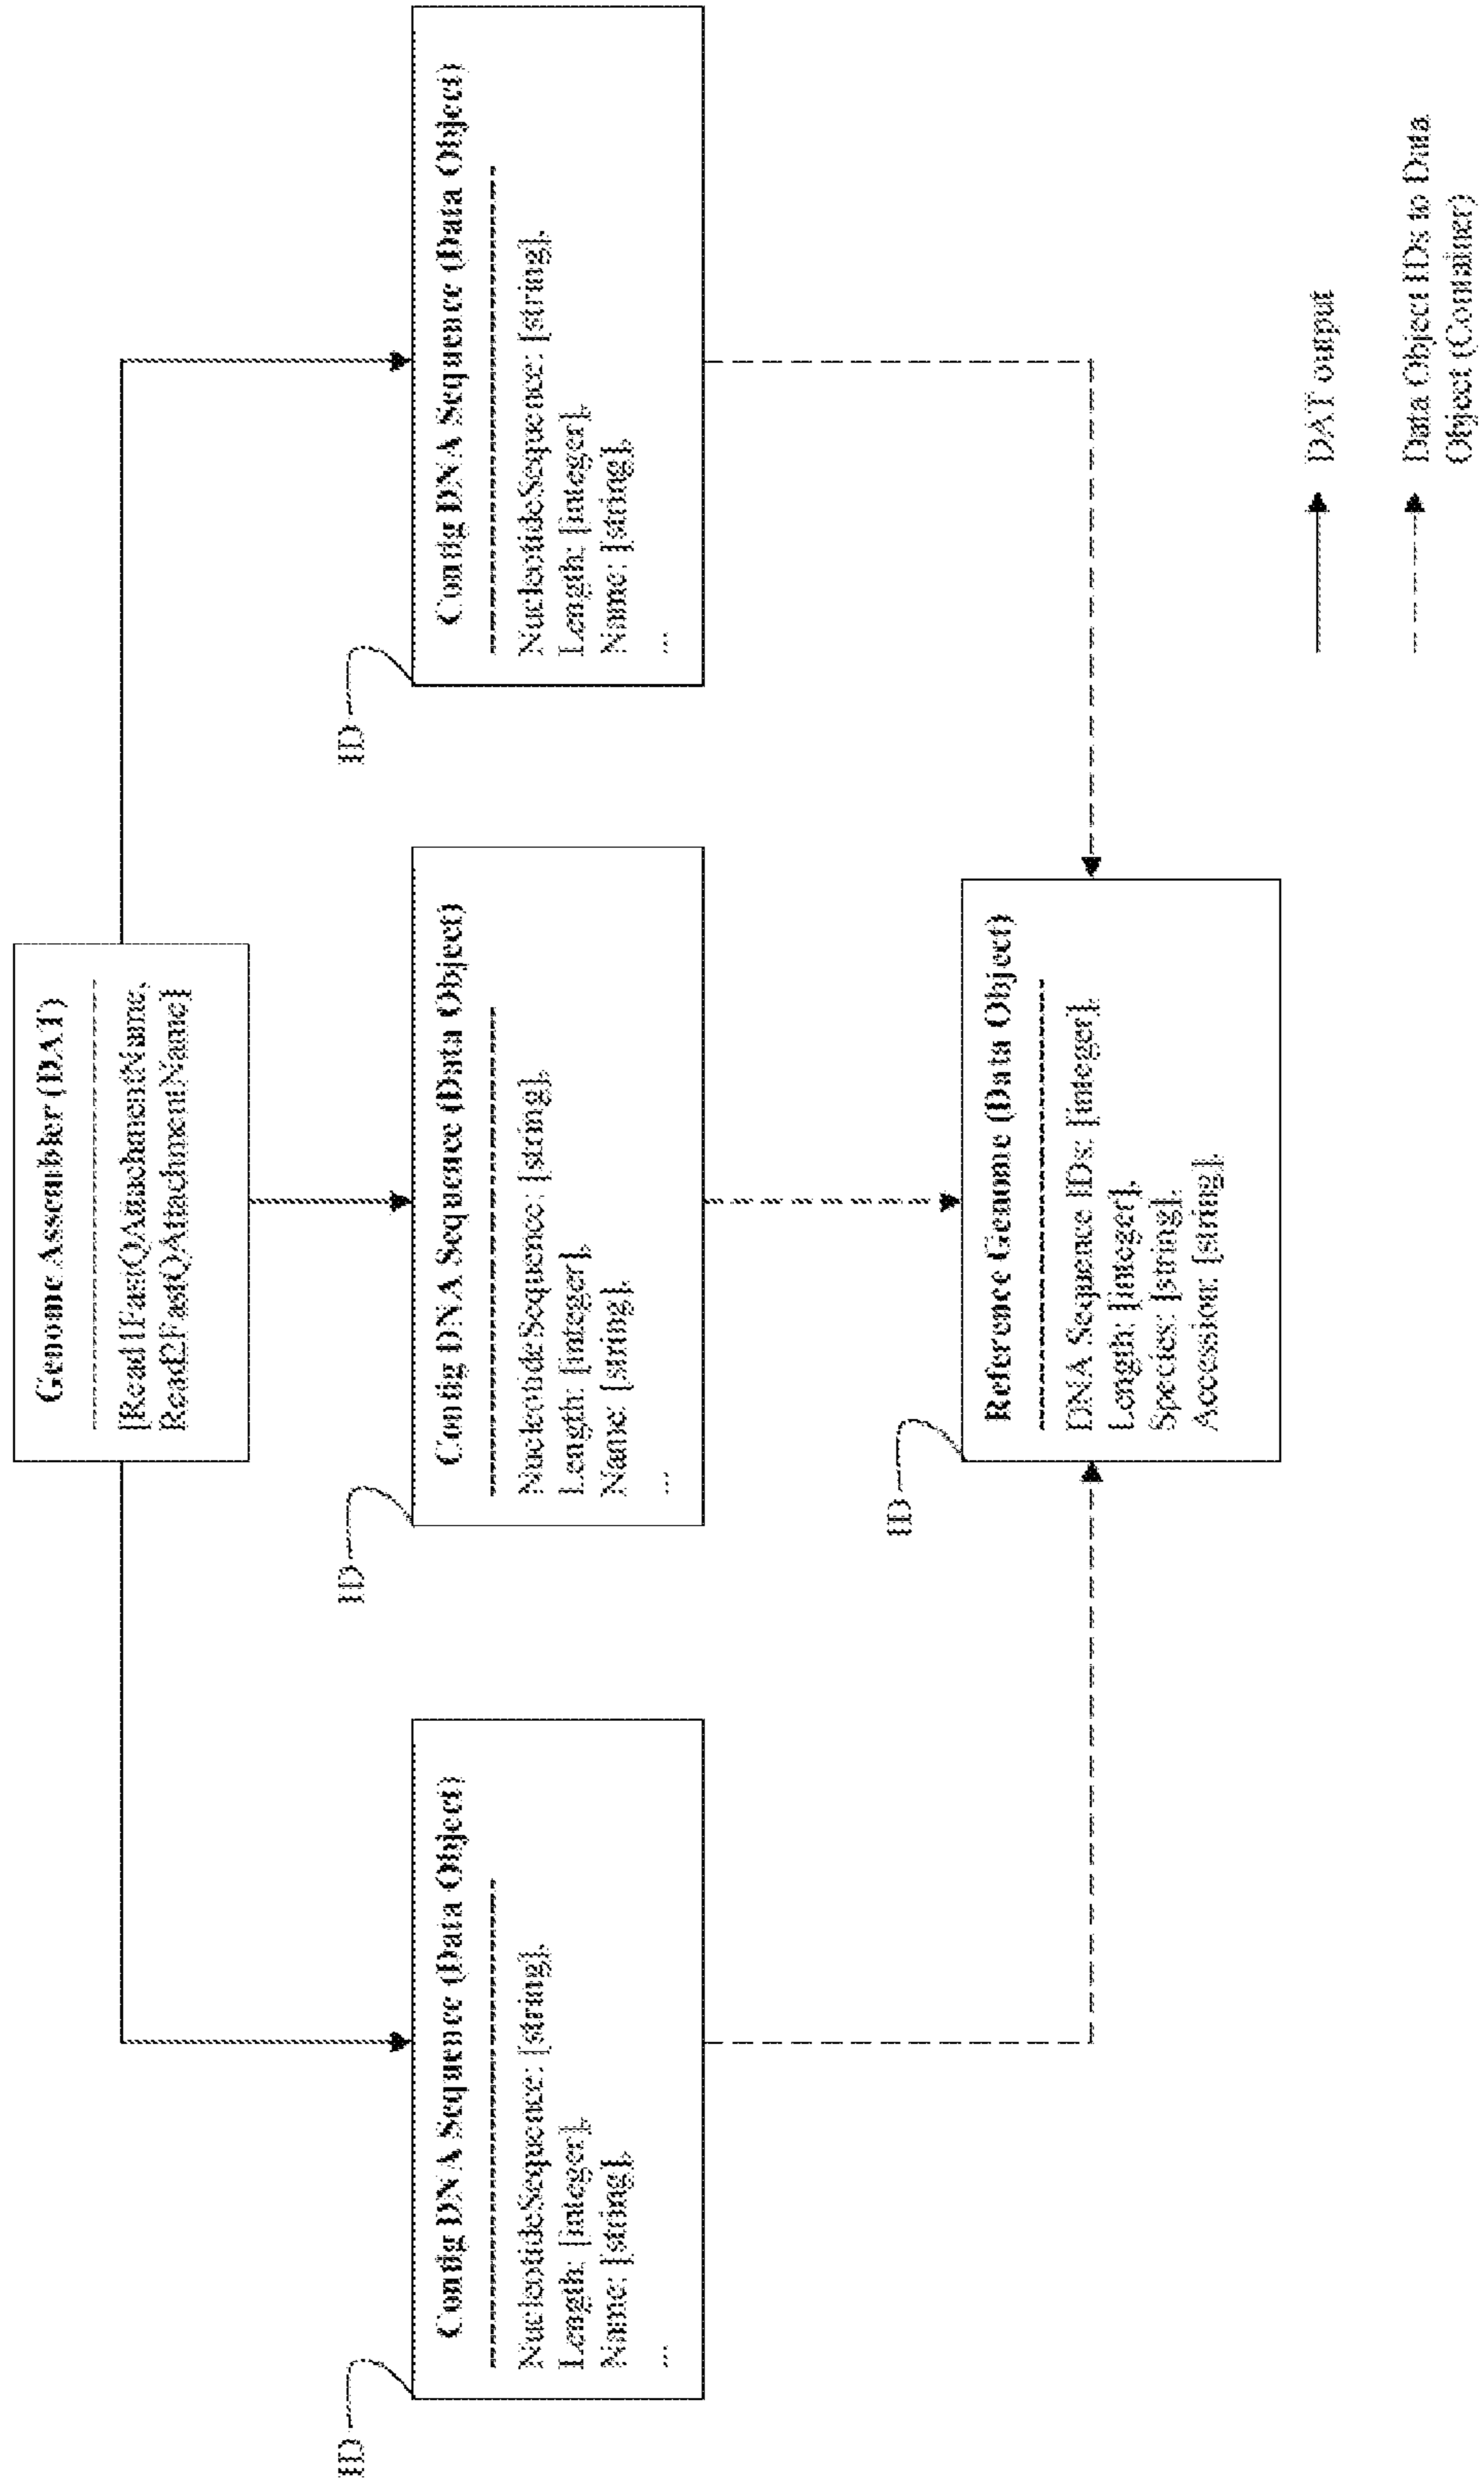 Genome Assembler (DAT)
[Read1FastQAttachmentName,
Read2FastQAttachmentName]
ID
Contig DNA Sequence (Data Object)
NucleotideSequence: [string],
Length: [integer],
Name: [string],
...
ID
Contig DNA Sequence (Data Object)
NucleotideSequence: [string],
Length: [integer],
Name: [string],
...
ID
Contig DNA Sequence (Data Object)
NucleotideSequence: [string],
Length: [integer],
Name: [string],
...
ID
Reference Genome (Data Object)
DNA Sequence IDs: [integer],
Length: [integer],
Species: [string],
Accession: [string],
DAT output
Data Object IDs to Data
Object (Container)